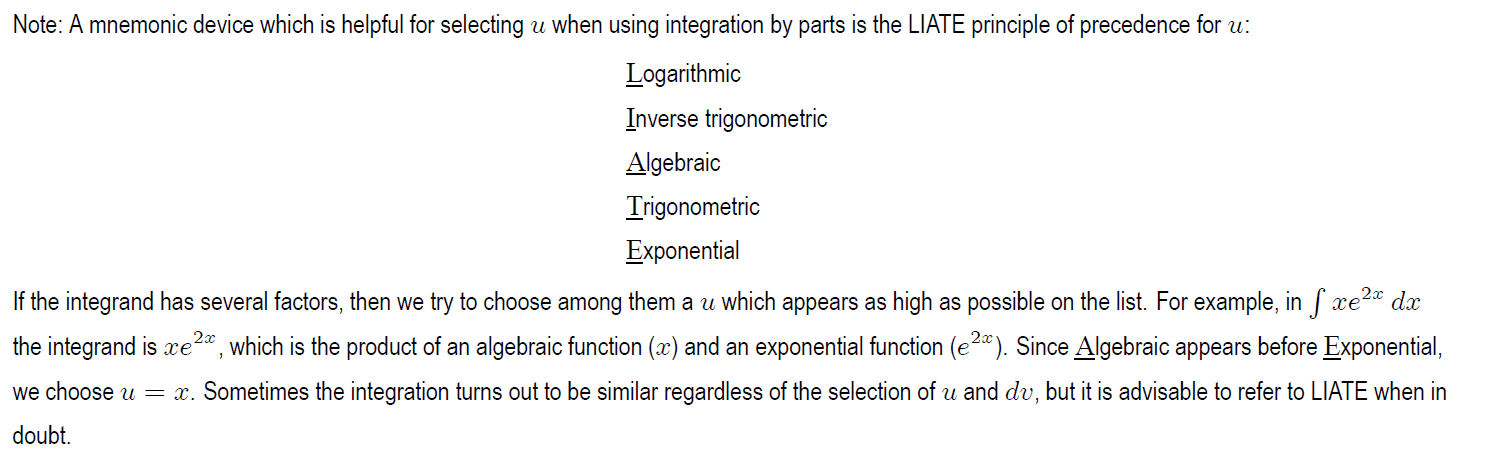 Note: A mnemonic device which is helpful for selecting u when using integration by parts is the LIATE principle of precedence for u:
Logarithmic
Inverse trigonometric
Algebraic
Trigonometric
Exponential
If the integrand has several factors, then we try to choose among them a u which appears as high as possible on the list. For example, in ∫ xe²ˣ dx
the integrand is xe²ˣ, which is the product of an algebraic function (x) and an exponential function (e²ˣ). Since Algebraic appears before Exponential,
we choose u = x. Sometimes the integration turns out to be similar regardless of the selection of u and dv, but it is advisable to refer to LIATE when in
doubt.